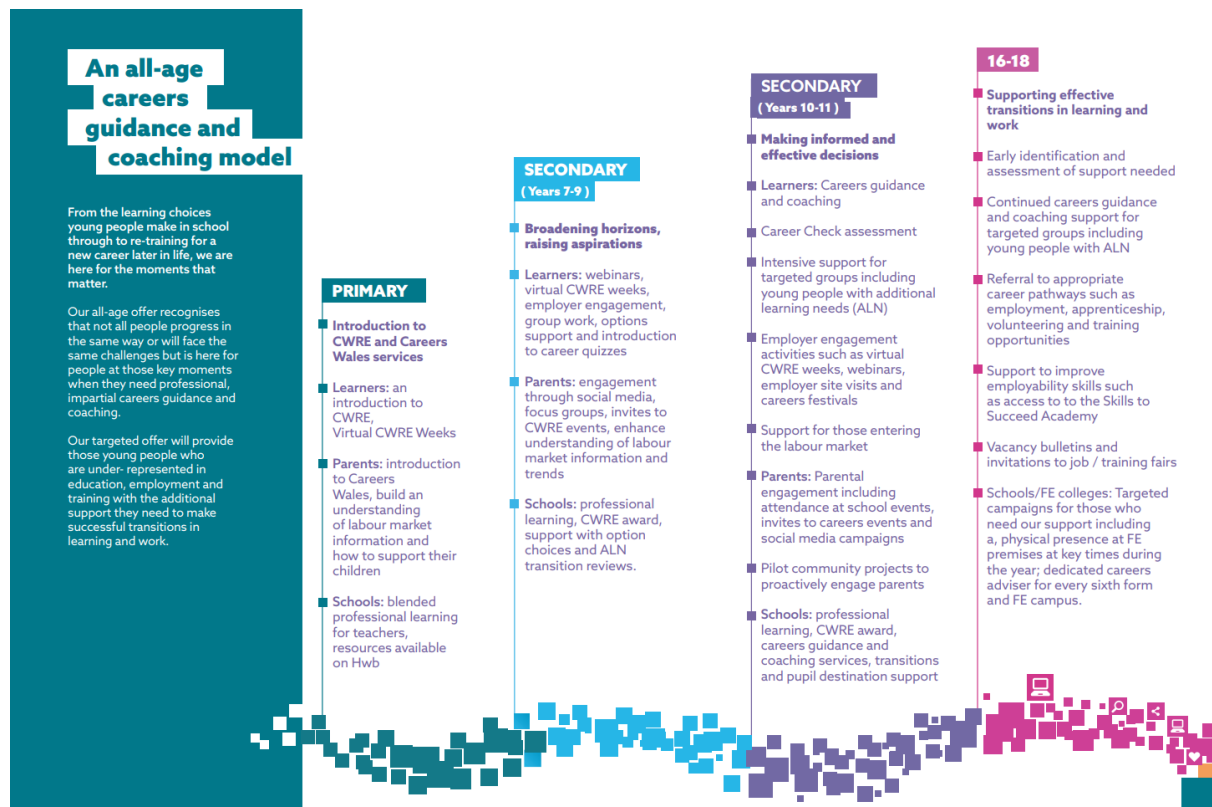 An all-age
careers
guidance and
coaching model
From the learning choices
young people make in school
through to re-training for a
new career later in life, we are
here for the moments that
matter.
Our all-age offer recognises
that not all people progress in
the same way or will face the
same challenges but is here for
people at those key moments
when they need professional,
impartial careers guidance and
coaching.
Our targeted offer will provide
those young people who
are under- represented in
education, employment and
training with the additional
support they need to make
successful transitions in
learning and work.
PRIMARY
Introduction to
CWRE and Careers
Wales services
Learners: an
introduction to
CWRE,
Virtual CWRE Weeks
Parents: introduction
to Careers
Wales, build an
understanding
of labour market
information and
how to support their
children
Schools: blended
professional learning
for teachers,
resources available
on Hwb
SECONDARY
( Years 7-9 )
Broadening horizons,
raising aspirations
Learners: webinars,
virtual CWRE weeks,
employer engagement,
group work, options
support and introduction
to career quizzes
Parents: engagement
through social media,
focus groups, invites to
CWRE events, enhance
understanding of labour
market information and
trends
Schools: professional
learning, CWRE award,
support with option
choices and ALN
transition reviews.
SECONDARY
( Years 10-11 )
Making informed and
effective decisions
Learners: Careers guidance
and coaching
Career Check assessment
Intensive support for
targeted groups including
young people with additional
learning needs (ALN)
Employer engagement
activities such as virtual
CWRE weeks, webinars,
employer site visits and
careers festivals
Support for those entering
the labour market
Parents: Parental
engagement including
attendance at school events,
invites to careers events and
social media campaigns
Pilot community projects to
proactively engage parents
Schools: professional
learning, CWRE award,
careers guidance and
coaching services, transitions
and pupil destination support
16-18
Supporting effective
transitions in learning and
work
Early identification and
assessment of support needed
Continued careers guidance
and coaching support for
targeted groups including
young people with ALN
Referral to appropriate
career pathways such as
employment, apprenticeship,
volunteering and training
opportunities
Support to improve
employability skills such
as access to to the Skills to
Succeed Academy
Vacancy bulletins and
invitations to job / training fairs
Schools/FE colleges: Targeted
campaigns for those who
need our support including
a, physical presence at FE
premises at key times during
the year; dedicated careers
adviser for every sixth form
and FE campus.